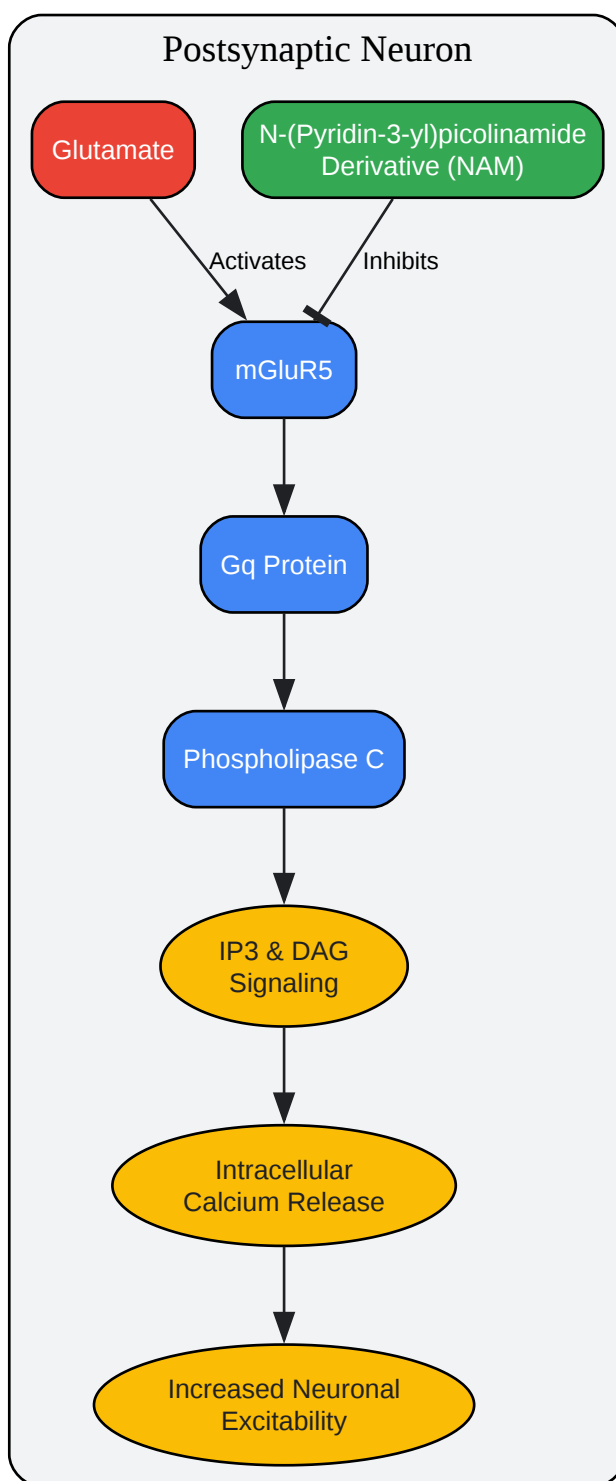 Postsynaptic Neuron
Glutamate
N-(Pyridin-3-yl)picolinamide
Derivative (NAM)
Activates
Inhibits
mGluR5
Gq Protein
Phospholipase C
IP3 & DAG
Signaling
Intracellular
Calcium Release
Increased Neuronal
Excitability